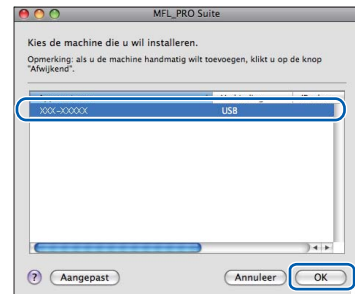 MFL_PRO Suite
Kies de machine die u wil installeren.
Opmerking: als u de machine handmatig wilt toevoegen, klikt u op de knop
"Afwijkend".
XXX-XXXXX USB
? Aangepast Annuleer OK